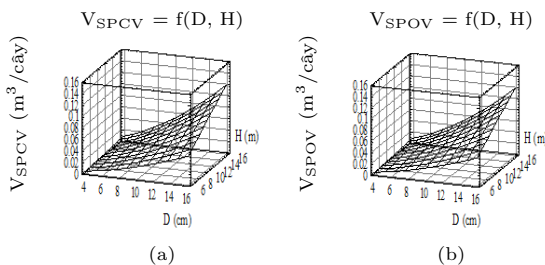 V_SPCV = f(D, H)
V_SPCV (m³/cây)
0.16
0.14
0.12
0.1
0.08
0.06
0.04
0.02
0
4 6 8 10 12 14 16
D (cm)
6 8 10 12 14 16
H (m)
(a)
V_SPOV = f(D, H)
V_SPOV (m³/cây)
0.16
0.14
0.12
0.1
0.08
0.06
0.04
0.02
0
4 6 8 10 12 14 16
D (cm)
6 8 10 12 14 16
H (m
(b)